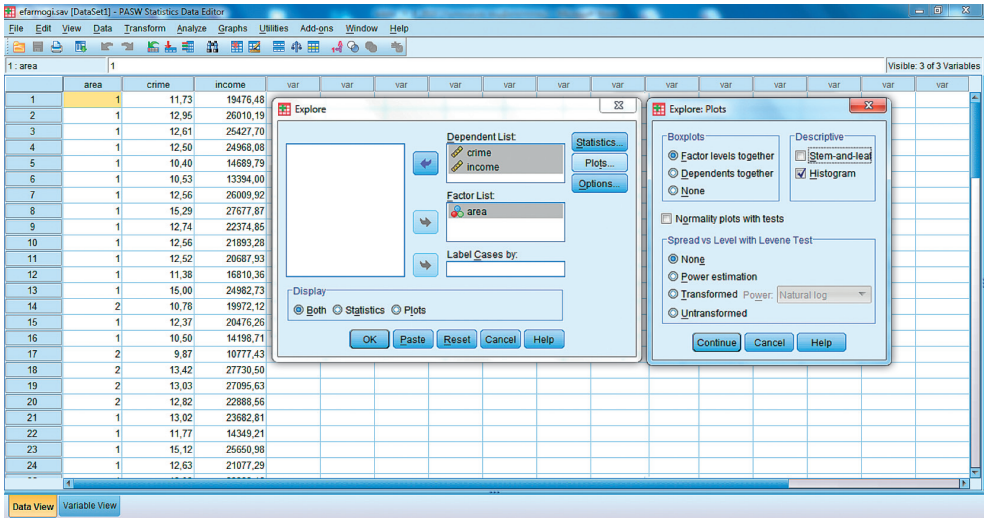 efarmogi.sav [DataSet1] - PASW Statistics Data Editor
File Edit View Data Transform Analyze Graphs Utilities Add-ons Window Help
1 : area 1 Visible: 3 of 3 Variables
area crime income var var var var var var var var var var
1 1 11,73 19476,48
2 1 12,95 26010,19
3 1 12,61 25427,70
4 1 12,50 24968,08
5 1 10,40 14689,79
6 1 10,53 13394,00
7 1 12,56 26009,92
8 1 15,29 27677,87
9 1 12,74 22374,85
10 1 12,56 21893,28
11 1 12,52 20687,93
12 1 11,38 16810,36
13 1 15,00 24982,73
14 2 10,78 19972,12
15 1 12,37 20476,26
16 1 10,50 14198,71
17 2 9,87 10777,43
18 2 13,42 27730,50
19 2 13,03 27095,63
20 2 12,82 22888,56
21 1 13,02 23682,81
22 1 11,77 14349,21
23 1 15,12 25650,98
24 1 12,63 21077,29
Explore
Dependent List:
crime
income
Factor List:
area
Label Cases by:
Statistics...
Plots...
Options...
Display
Both Statistics Plots
OK Paste Reset Cancel Help
Explore: Plots
Boxplots
Factor levels together
Dependents together
None
Descriptive
Stem-and-leaf
Histogram
Normality plots with tests
Spread vs Level with Levene Test
None
Power estimation
Transformed Power: Natural log
Untransformed
Continue Cancel Help
Data View Variable View